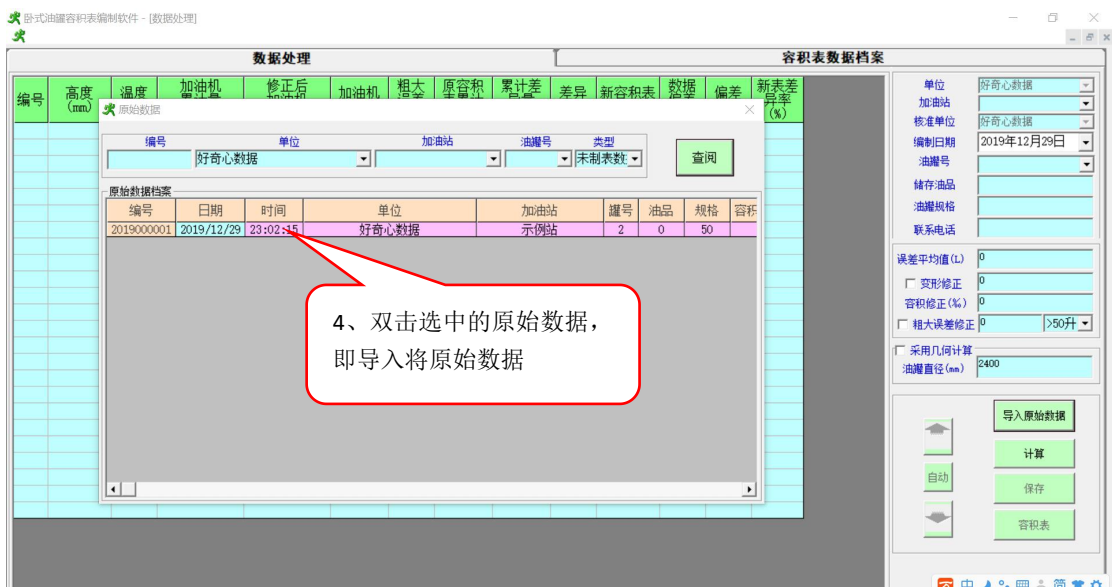 卧式油罐容积表编制软件 - [数据处理]
数据处理
容积表数据档案
编号 高度(mm) 温度 加油机 修正后 加油机 粗大 原容积 累计差 差异 新容积表 数据 偏差 新表差异率(%)
原始数据
编号 单位 加油站 油罐号 类型
好奇心数据 未制表数
查阅
原始数据档案
编号 日期 时间 单位 加油站 罐号 油品 规格 容积
2019000001 2019/12/29 23:02:15 好奇心数据 示例站 2 0 50
4、双击选中的原始数据,
即导入将原始数据
单位 好奇心数据
加油站
核准单位 好奇心数据
编制日期 2019年12月29日
油罐号
储存油品
油罐规格
联系电话
误差平均值(L) 0
变形修正 0
容积修正(‰) 0
粗大误差修正 0 >50升
采用几何计算
油罐直径(mm) 2400
导入原始数据
计算
自动
保存
容积表
中 简